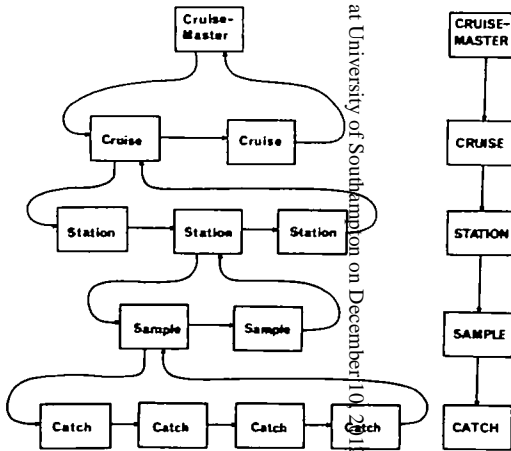 Cruise-
Master
Cruise
Cruise
Station
Station
Station
Sample
Sample
Catch
Catch
Catch
Catch
at University of Southampton on December 10, 201
CRUISE-
MASTER
CRUISE
STATION
SAMPLE
CATCH